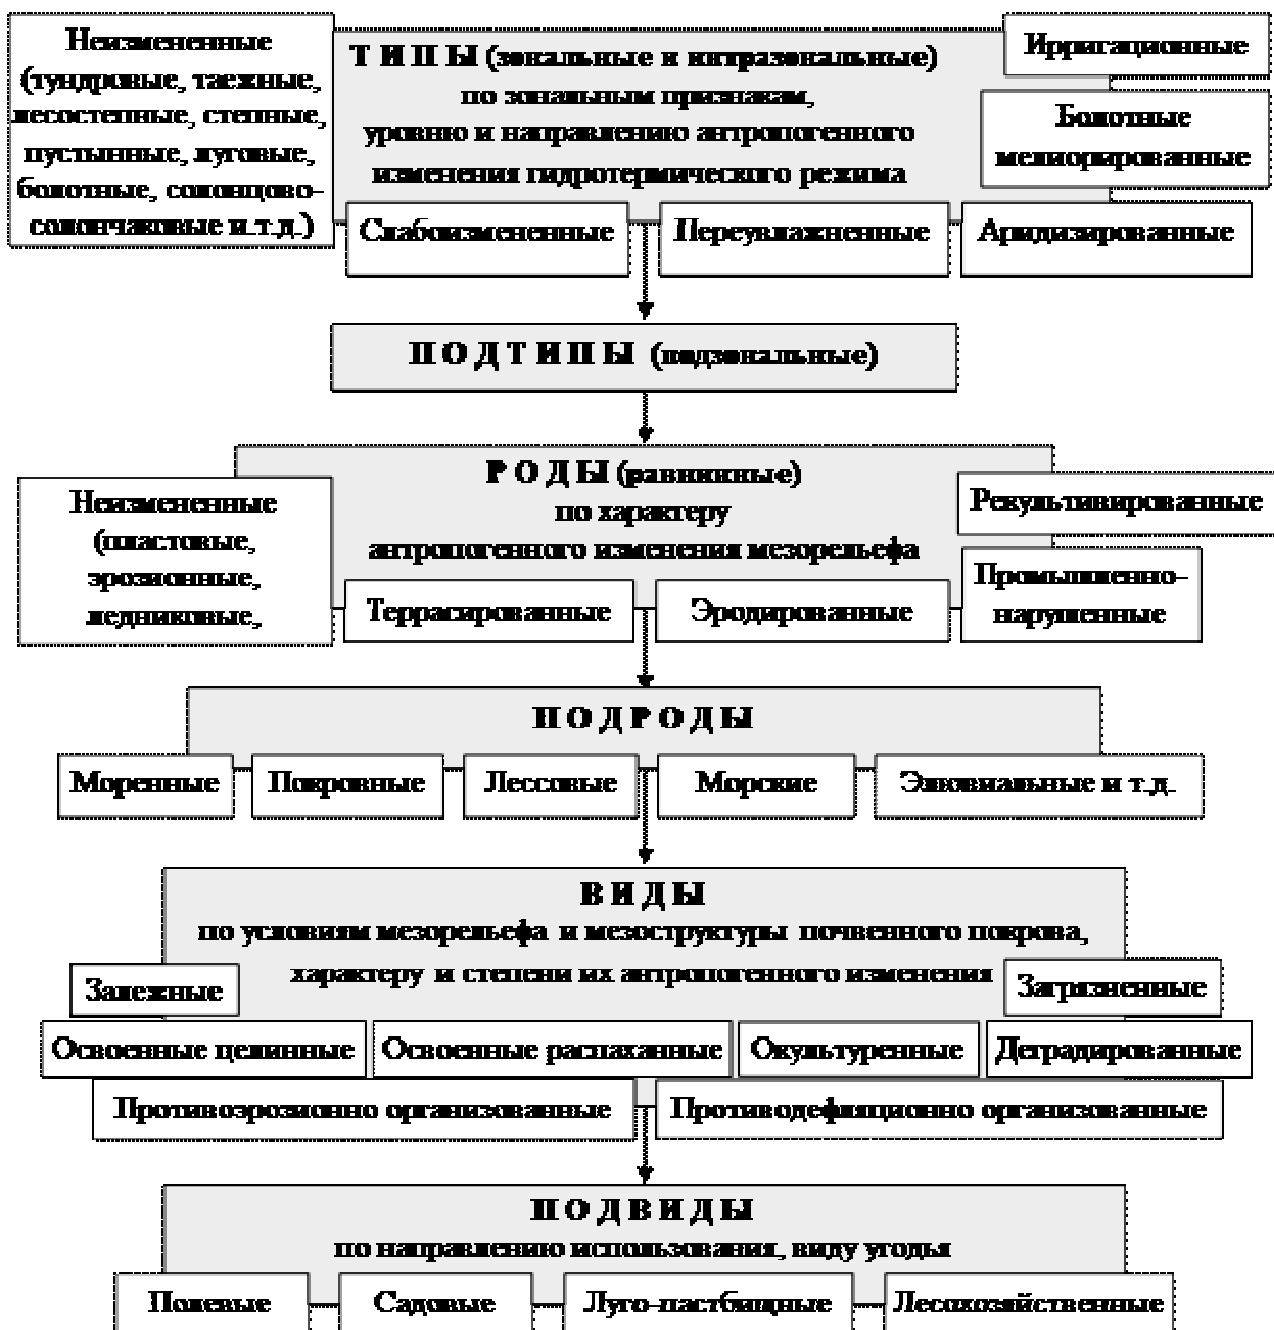 Неизмененные
(тундровые, таежные,
лесостепные, степные,
пустынные, луговые,
болотные, солонцово-
солончаковые и.т.д.)
Т И П Ы (зональные и интразональные)
по зональным признакам,
уровню и направлению антропогенного
изменения гидротермического режима
Ирригационные
Болотные
мелиорированные
Слабоизмененные
Переувлажненные
Аридизированные
П О Д Т И П Ы (подзональные)
Р О Д Ы (равнинные)
по характеру
антропогенного изменения мезорельефа
Неизмененные
(пластовые,
эрозионные,
ледниковые,
Рекультивированные
Промышленно-
нарушенные
Террасированные
Эродированные
П О Д Р О Д Ы
Моренные
Покровные
Лессовые
Морские
Элювиальные и т.д.
В И Д Ы
по условиям мезорельефа и мезоструктуры почвенного покрова,
характеру и степени их антропогенного изменения
Залежные
Загрязненные
Освоенные целинные
Освоенные распаханные
Окультуренные
Деградированные
Противоэрозионно организованные
Противодефляционно организованные
П О Д В И Д Ы
по направлению использования, виду угодья
Полевые
Садовые
Луго-пастбищные
Лесохозяйственные